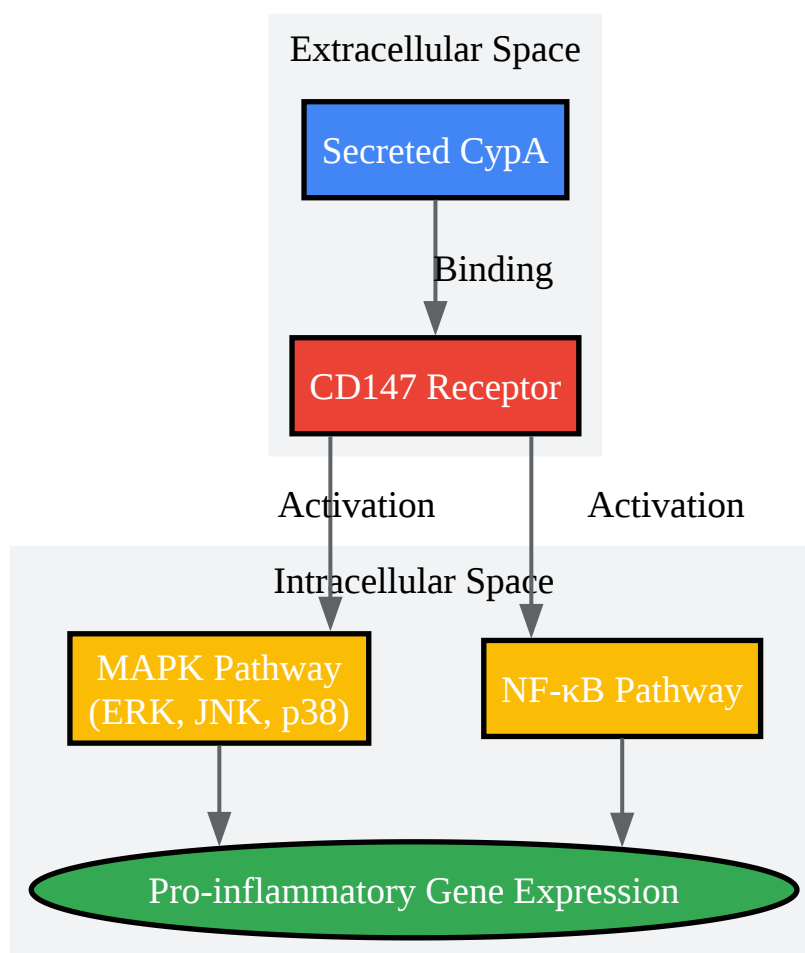 Extracellular Space
Secreted CypA
Binding
CD147 Receptor
Activation
Activation
Intracellular Space
MAPK Pathway
(ERK, JNK, p38)
NF-κB Pathway
Pro-inflammatory Gene Expression